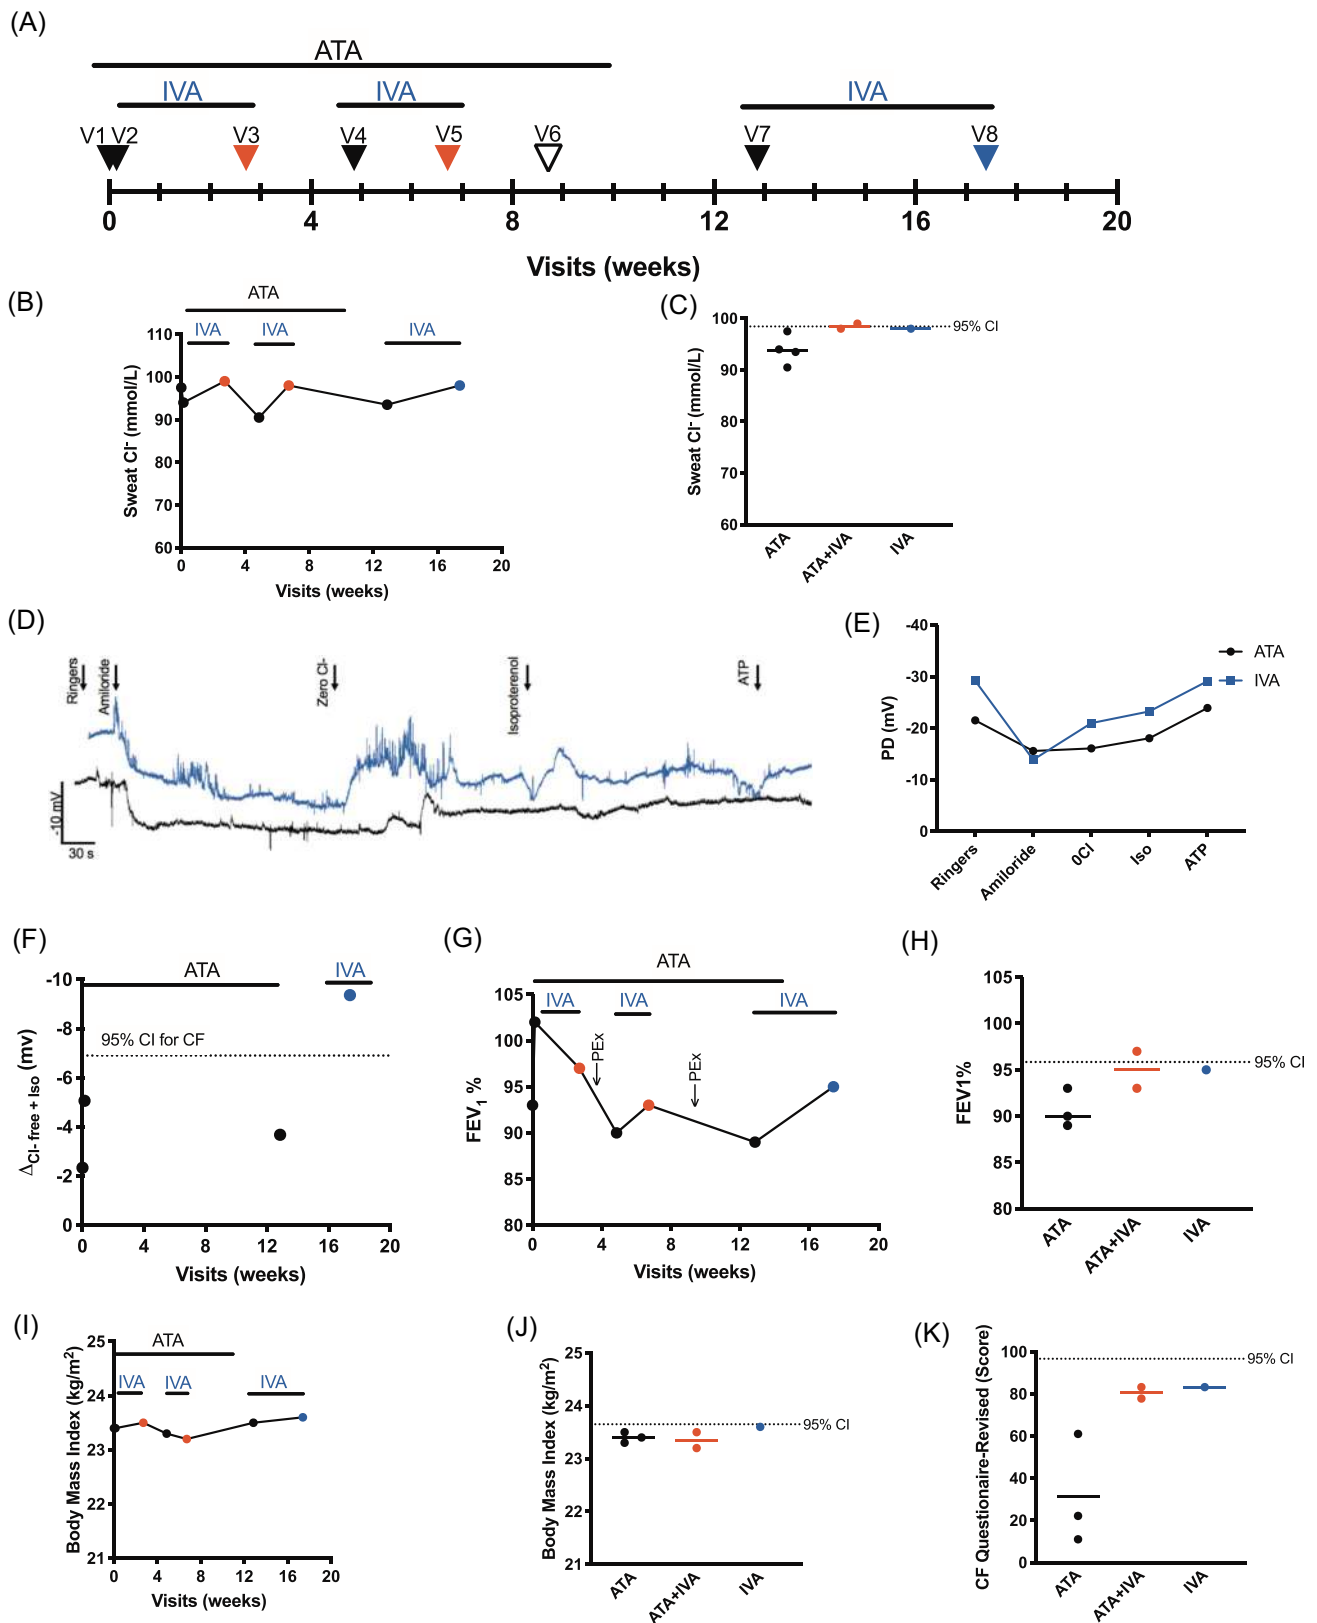 (A)
ATA
IVA IVA IVA
V1 V2 V3 V4 V5 V6 V7 V8
0 4 8 12 16 20
Visits (weeks)
(B)
ATA
IVA IVA IVA
Sweat Cl- (mmol/L)
110
100
90
80
70
60
0 4 8 12 16 20
Visits (weeks)
(C)
Sweat Cl- (mmol/L)
100
90
80
70
60
95% CI
ATA ATA+IVA IVA
(D)
Ringers
Amiloride
Zero Cl-
Isoproterenol
ATP
-10 mV
30 s
(E)
PD (mV)
-40
-30
-20
-10
0
ATA
IVA
Ringers Amiloride 0Cl Iso ATP
(F)
ATA IVA
ΔCl- free + Iso (mv)
-10
-8
-6
-4
-2
0
95% CI for CF
0 4 8 12 16 20
Visits (weeks)
(G)
ATA
IVA IVA IVA
FEV1 %
105
100
95
90
85
80
PEx
PEx
0 4 8 12 16 20
Visits (weeks)
(H)
FEV1%
105
100
95
90
85
80
95% CI
ATA ATA+IVA IVA
(I)
ATA
IVA IVA IVA
Body Mass Index (kg/m2)
25
24
23
22
21
0 4 8 12 16 20
Visits (weeks)
(J)
Body Mass Index (kg/m2)
25
24
23
22
21
95% CI
ATA ATA+IVA IVA
(K)
CF Questionaire-Revised (Score)
100
80
60
40
20
0
95% CI
ATA ATA+IVA IVA